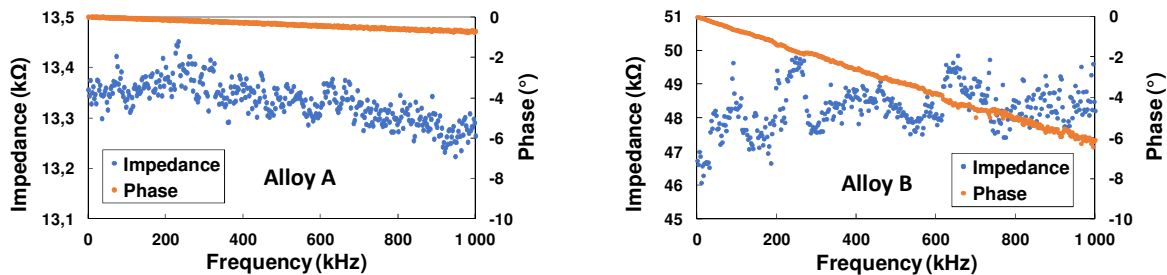 13,5
13,4
13,3
13,2
13,1
Impedance (kΩ)
0
-2
-4
-6
-8
-10
Phase (°)
Impedance
Phase
Alloy A
0 200 400 600 800 1 000
Frequency (kHz)
51
50
49
48
47
46
45
Impedance (kΩ)
0
-2
-4
-6
-8
-10
Phase (°)
Alloy B
Impedance
Phase
0 200 400 600 800 1 000
Frequency (kHz)